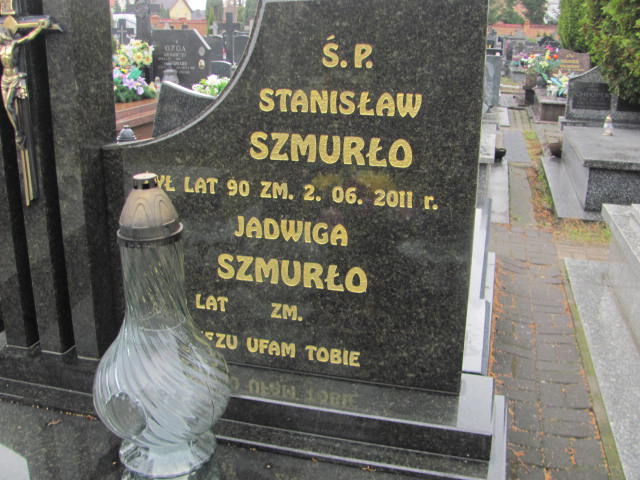 Ś.P.
STANISŁAW
SZMURŁO
ŻYŁ LAT 90 ZM. 2. 06. 2011 r.
JADWIGA
SZMURŁO
LAT ZM.
JEZU UFAM TOBIE